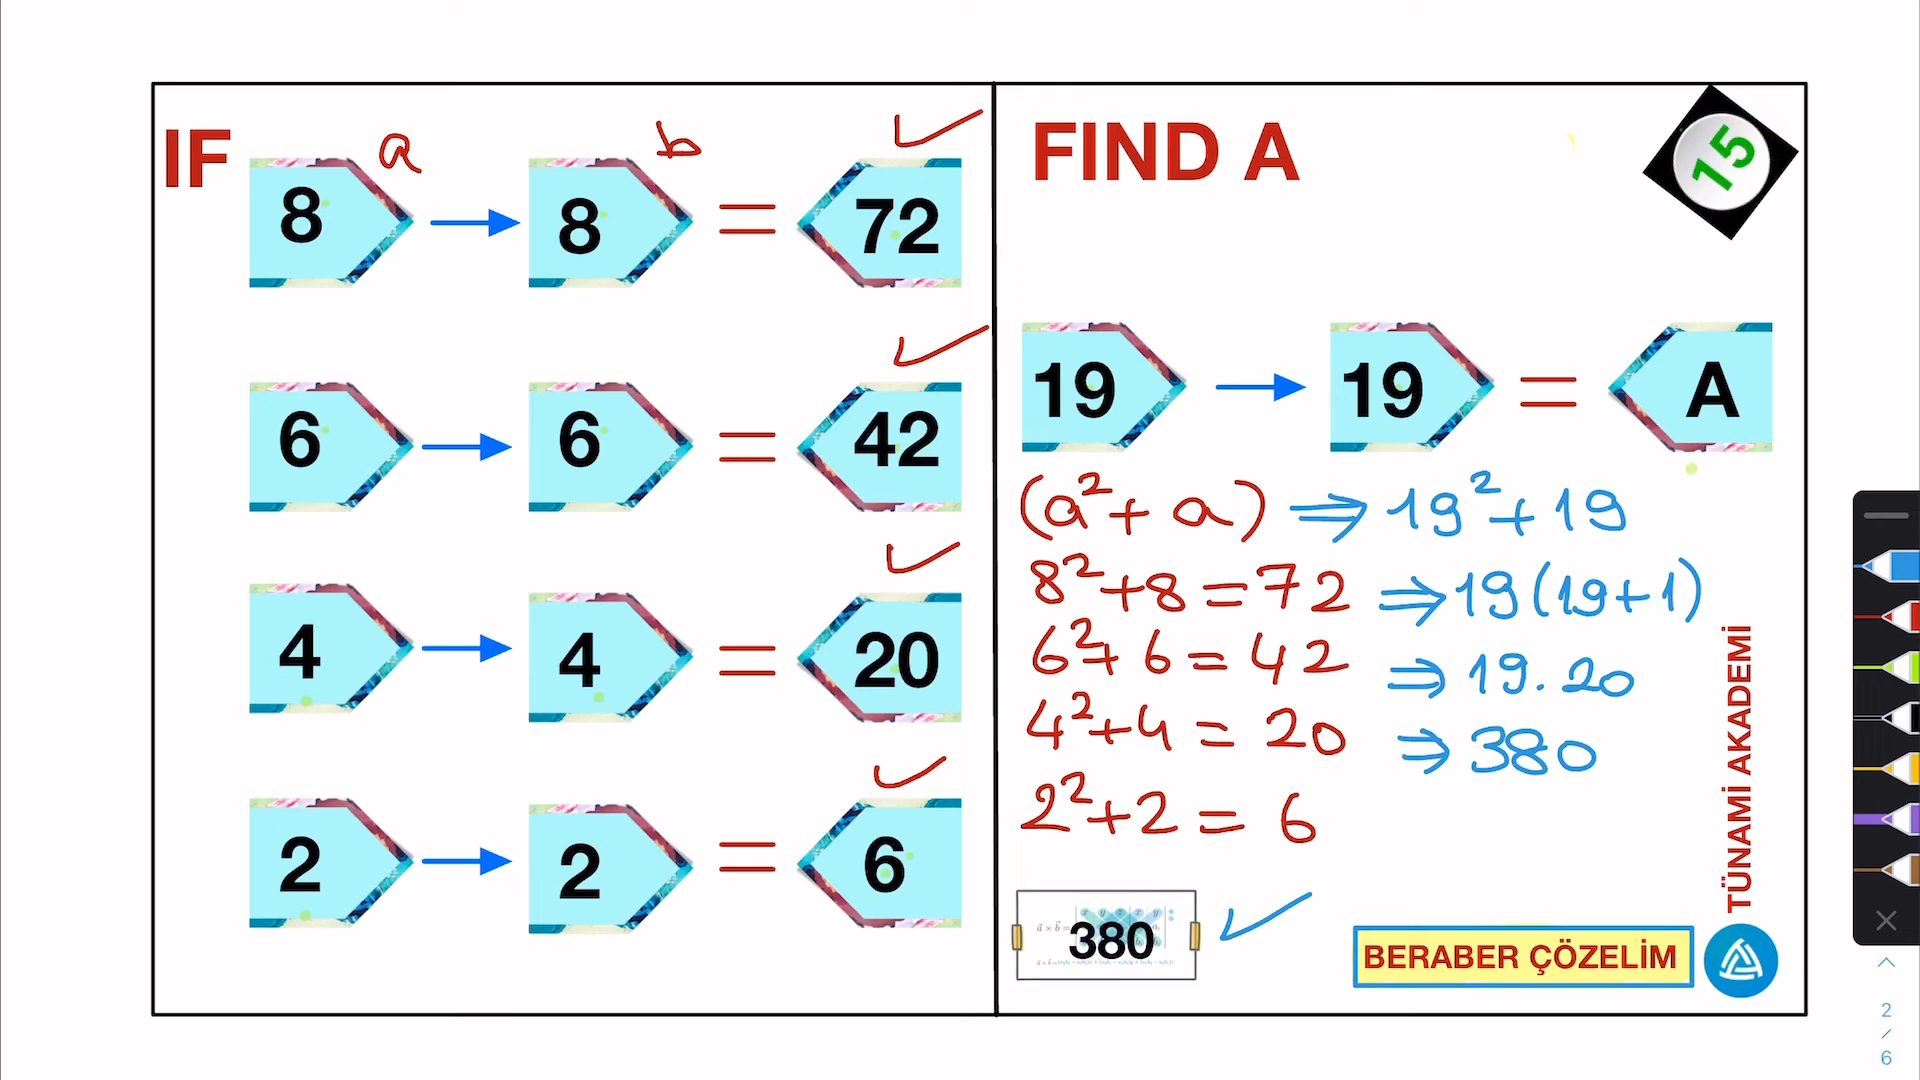 IF
a
b
8 → 8 = 72
6 → 6 = 42
4 → 4 = 20
2 → 2 = 6
FIND A
15
19 → 19 = A
(a² + a) ⇒ 19² + 19
8² + 8 = 72 ⇒ 19(19+1)
6² + 6 = 42 ⇒ 19.20
4² + 4 = 20 ⇒ 380
2² + 2 = 6
380
BERABER ÇÖZELİM
TÜNAMİ AKADEMİ
2
/
6